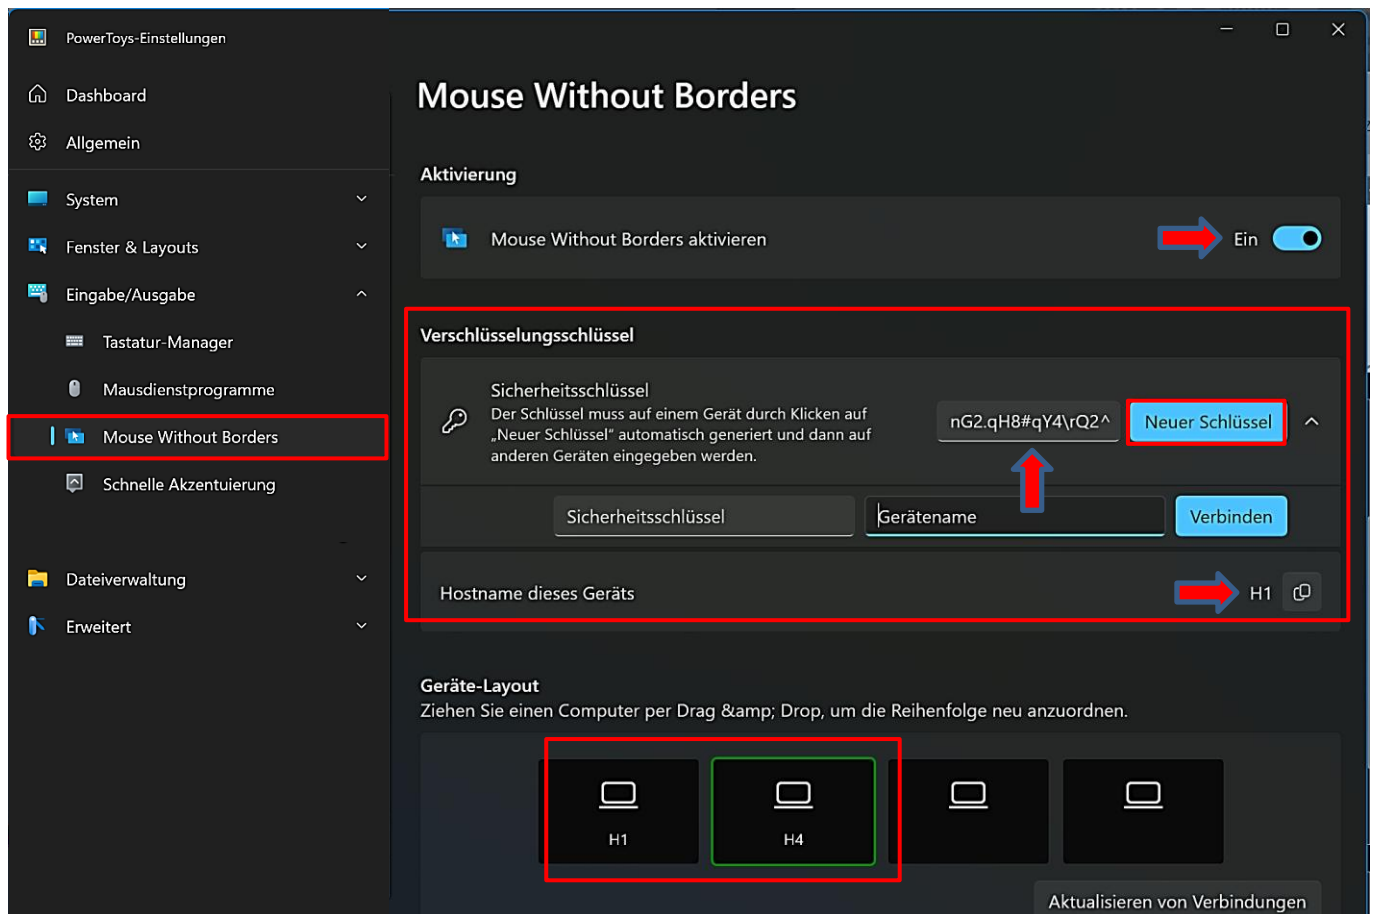 PowerToys-Einstellungen
Dashboard
Allgemein
System
Fenster & Layouts
Eingabe/Ausgabe
Tastatur-Manager
Mausdienstprogramme
Mouse Without Borders
Schnelle Akzentuierung
Dateiverwaltung
Erweitert
Mouse Without Borders
Aktivierung
Mouse Without Borders aktivieren
Ein
Verschlüsselungsschlüssel
Sicherheitsschlüssel
Der Schlüssel muss auf einem Gerät durch Klicken auf
„Neuer Schlüssel“ automatisch generiert und dann auf
anderen Geräten eingegeben werden.
nG2.qH8#qY4\rQ2^
Neuer Schlüssel
Sicherheitsschlüssel
Gerätename
Verbinden
Hostname dieses Geräts
H1
Geräte-Layout
Ziehen Sie einen Computer per Drag &amp; Drop, um die Reihenfolge neu anzuordnen.
H1
H4
Aktualisieren von Verbindungen